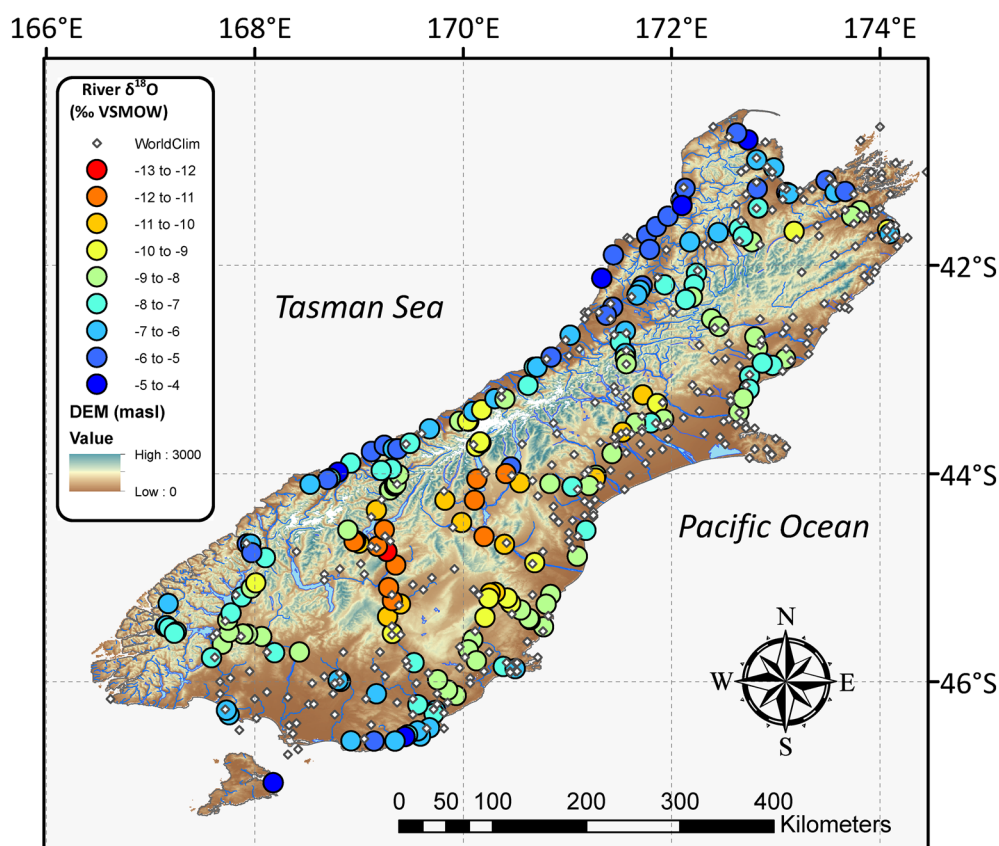 166°E 168°E 170°E 172°E 174°E
River δ¹⁸O
(‰ VSMOW)
WorldClim
-13 to -12
-12 to -11
-11 to -10
-10 to -9
-9 to -8
-8 to -7
-7 to -6
-6 to -5
-5 to -4
DEM (masl)
Value
High : 3000
Low : 0
Tasman Sea
42°S
44°S
Pacific Ocean
N
W E
S
46°S
0 50 100 200 300 400
Kilometers